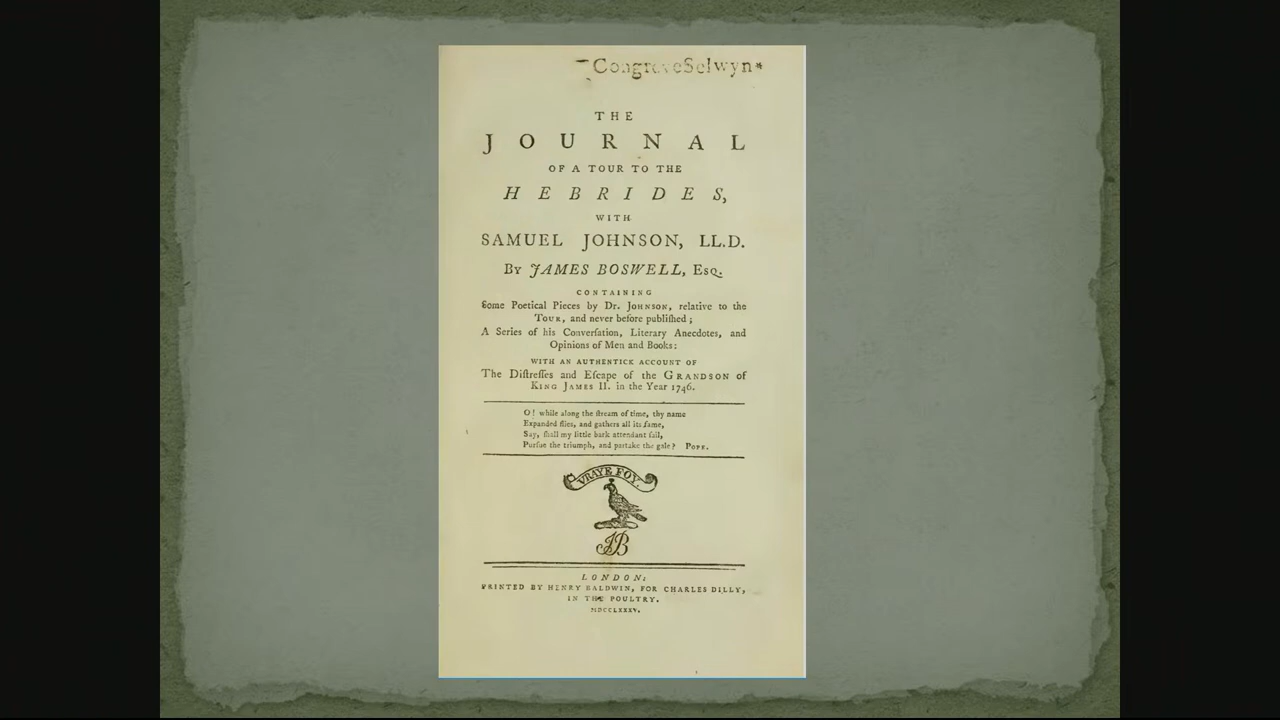 CongreveSelwyn*
THE
JOURNAL
OF A TOUR TO THE
HEBRIDES,
WITH
SAMUEL JOHNSON, LL.D.
By JAMES BOSWELL, Esq.
CONTAINING
Some Poetical Pieces by Dr. JOHNSON, relative to the
TOUR, and never before publiſhed;
A Series of his Converſation, Literary Anecdotes, and
Opinions of Men and Books:
WITH AN AUTHENTICK ACCOUNT OF
The Diſtreſſes and Eſcape of the GRANDSON of
KING JAMES II. in the Year 1746.
O! while along the ſtream of time, thy name
Expanded flies, and gathers all its fame,
Say, ſhall my little bark attendant ſail,
Purſue the triumph, and partake the gale? POPE.
VRAYE FOY.
JB
LONDON:
PRINTED BY HENRY BALDWIN, FOR CHARLES DILLY,
IN THE POULTRY.
MDCCLXXXV.